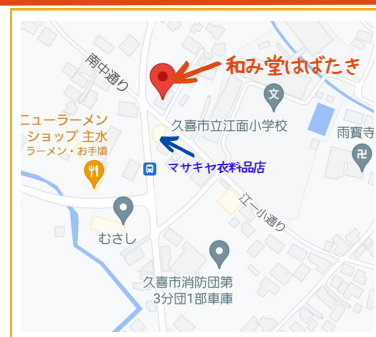 南中通り
和み堂はばたき
文
久喜市立江面小学校
ニューラーメン
ショップ 主水
ラーメン・お手頃
マサキヤ衣料品店
雨寶寺
卍
江一小通り
むさし
久喜市消防団第
3分団1部車庫